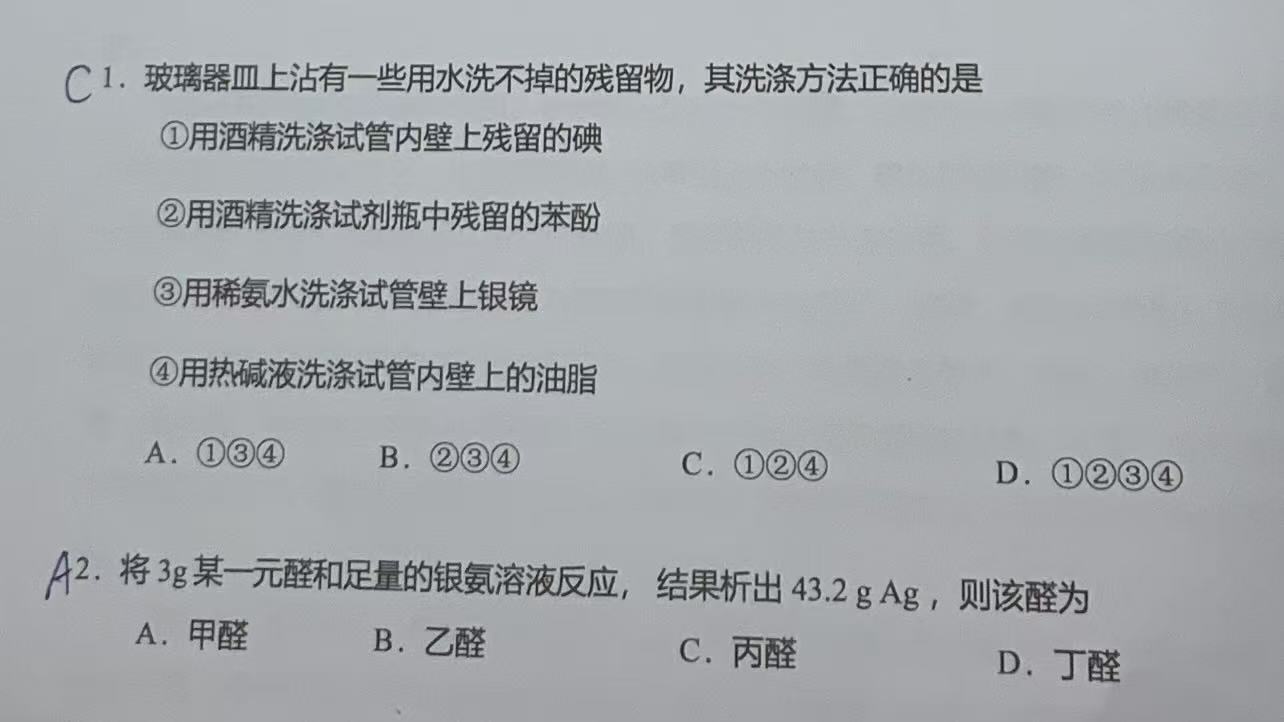 C 1．玻璃器皿上沾有一些用水洗不掉的残留物，其洗涤方法正确的是
①用酒精洗涤试管内壁上残留的碘
②用酒精洗涤试剂瓶中残留的苯酚
③用稀氨水洗涤试管壁上银镜
④用热碱液洗涤试管内壁上的油脂
A．①③④ B．②③④ C．①②④ D．①②③④
A 2．将 3g 某一元醛和足量的银氨溶液反应， 结果析出 43.2 g Ag ，则该醛为
A．甲醛 B．乙醛 C．丙醛 D．丁醛